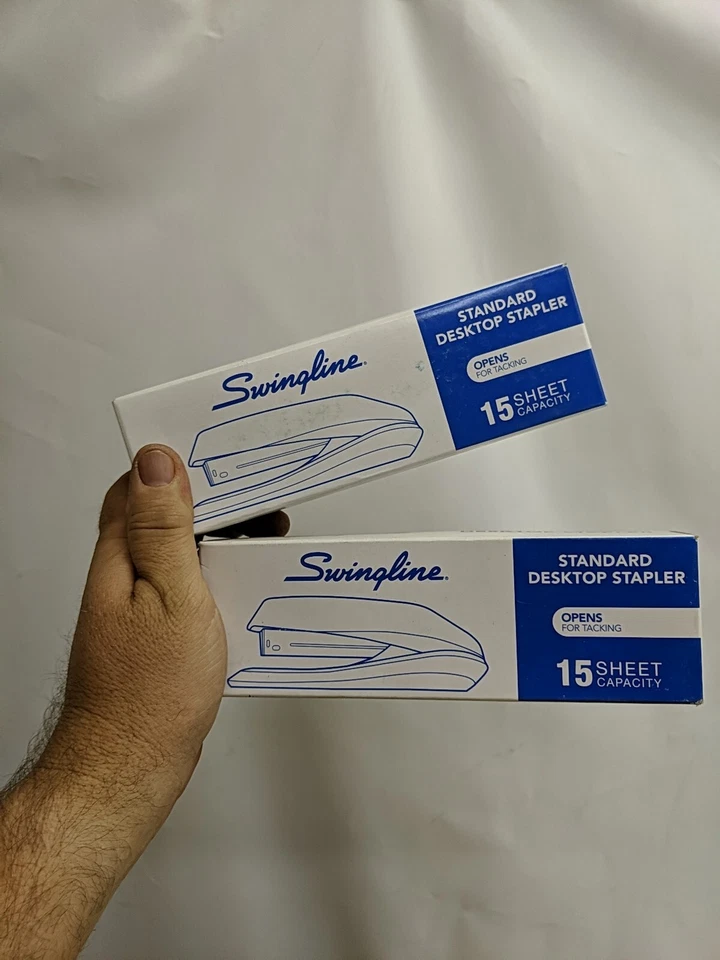 Swingline
STANDARD
DESKTOP STAPLER
OPENS
FOR TACKING
15 SHEET
CAPACITY
Swingline
STANDARD
DESKTOP STAPLER
OPENS
FOR TACKING
15 SHEET
CAPACITY